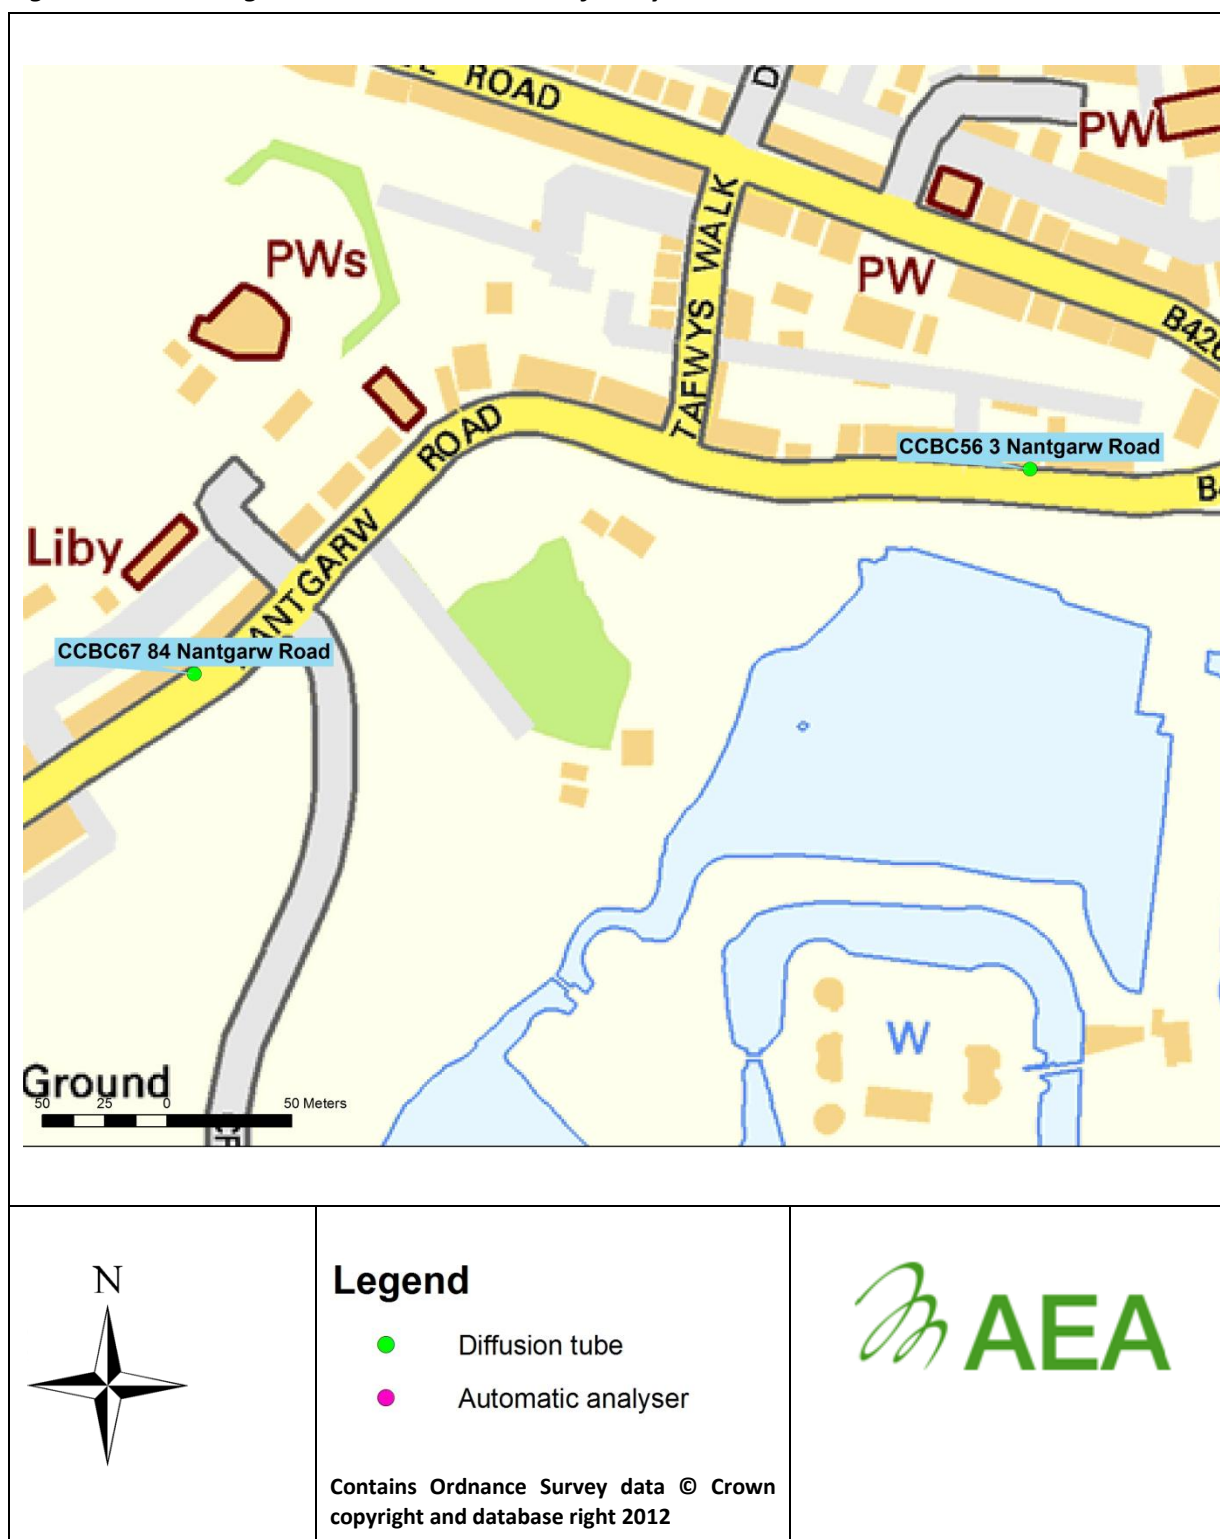 ROAD
D
PW
PWs
TAFWYS WALK
PW
B426
ROAD
CCBC56 3 Nantgarw Road
B4
Liby
ANTGARW
CCBC67 84 Nantgarw Road
W
Ground
50 25 0 50 Meters
N
Legend
Diffusion tube
Automatic analyser
AEA
Contains Ordnance Survey data © Crown
copyright and database right 2012